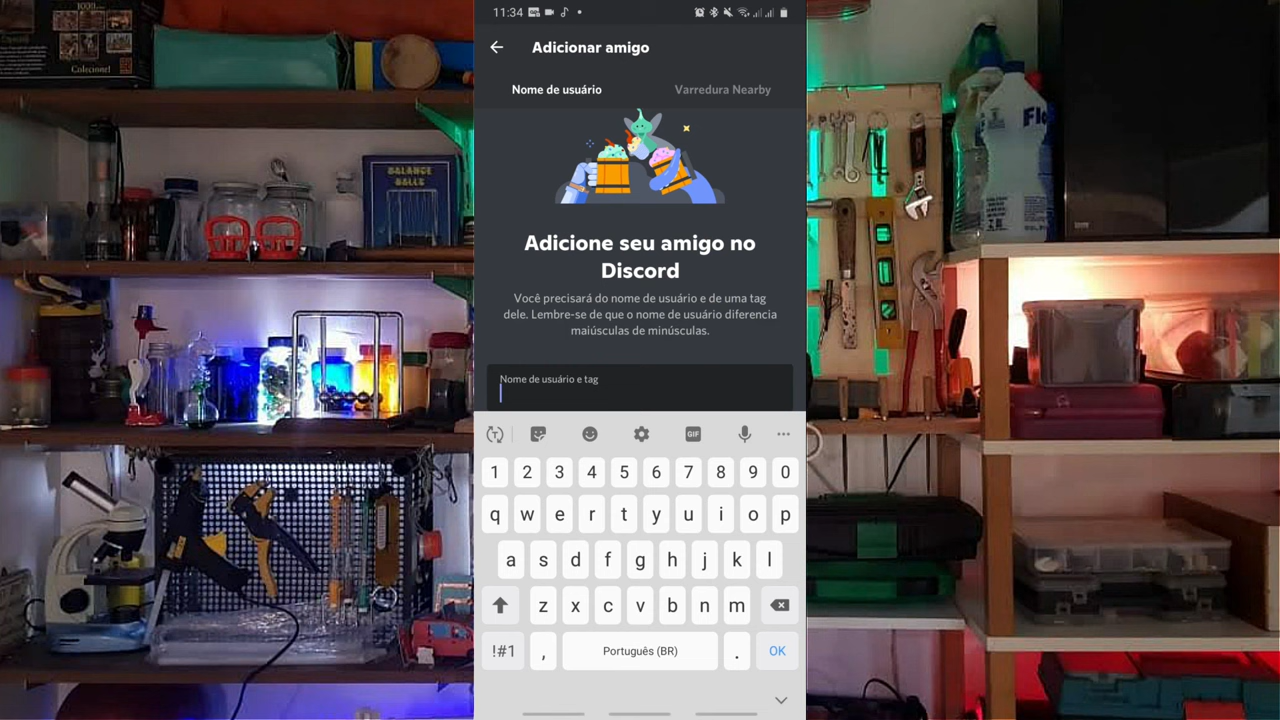 1000
Colecione!
BALANCE
BALLS
11:34
Adicionar amigo
Nome de usuário
Varredura Nearby
Adicione seu amigo no
Discord
Você precisará do nome de usuário e de uma tag
dele. Lembre-se de que o nome de usuário diferencia
maiúsculas de minúsculas.
Nome de usuário e tag
GIF
1 2 3 4 5 6 7 8 9 0
q w e r t y u i o p
a s d f g h j k l
z x c v b n m
!#1 , Português (BR) . OK